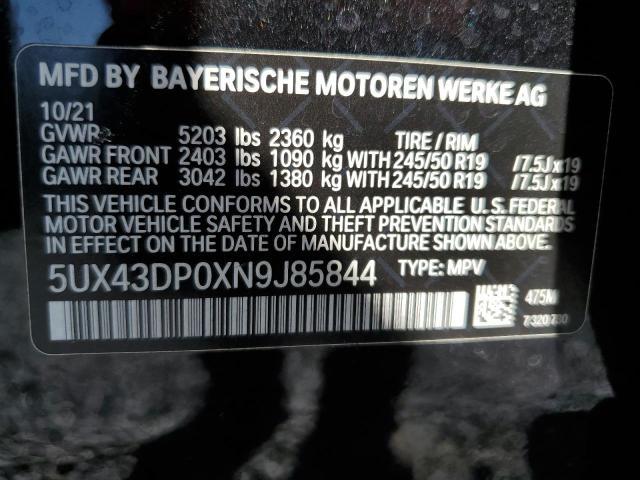 MFD BY BAYERISCHE MOTOREN WERKE AG
10/21
GVWR 5203 lbs 2360 kg TIRE / RIM
GAWR FRONT 2403 lbs 1090 kg WITH 245/50 R19 /7.5Jx19
GAWR REAR 3042 lbs 1380 kg WITH 245/50 R19 /7.5Jx19
THIS VEHICLE CONFORMS TO ALL APPLICABLE U. S. FEDERAL
MOTOR VEHICLE SAFETY AND THEFT PREVENTION STANDARDS
IN EFFECT ON THE DATE OF MANUFACTURE SHOWN ABOVE.
5UX43DP0XN9J85844 TYPE: MPV
475M
7320730